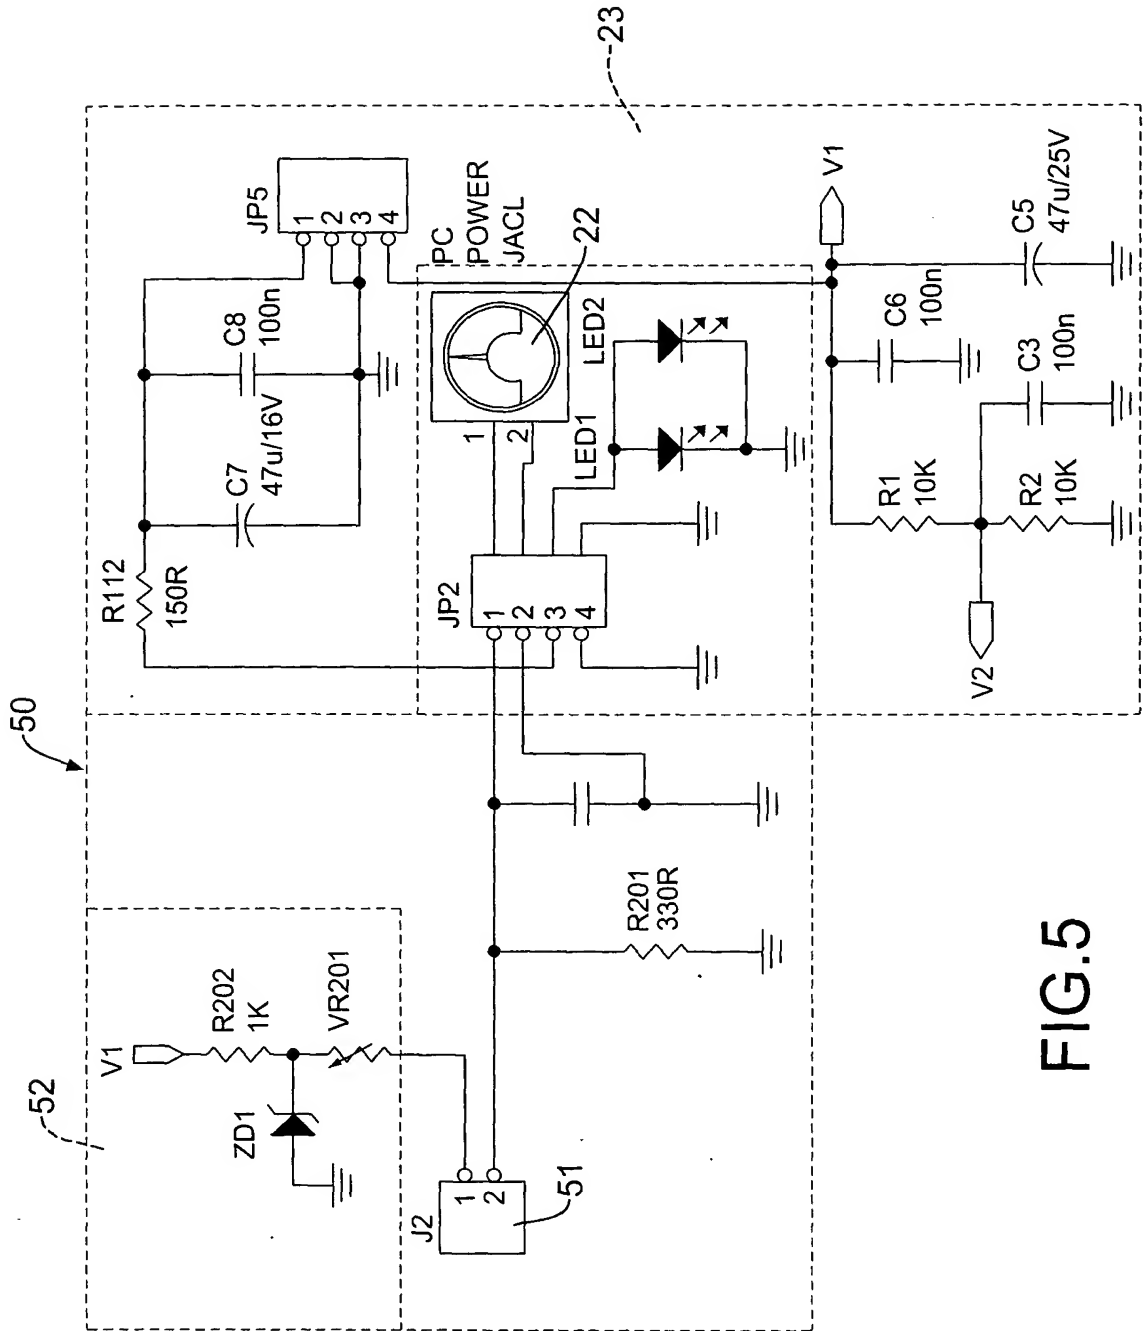 50
23
52
V1
R202
1K
VR201
ZD1
J2
1
2
51
R201
330R
R112
150R
C7
47u/16V
C8
100n
JP5
1
2
3
4
PC
POWER
JACL
JP2
1
2
3
4
1
2
22
LED1
LED2
V1
C6
100n
C5
47u/25V
R1
10K
R2
10K
C3
100n
V2
FIG.5